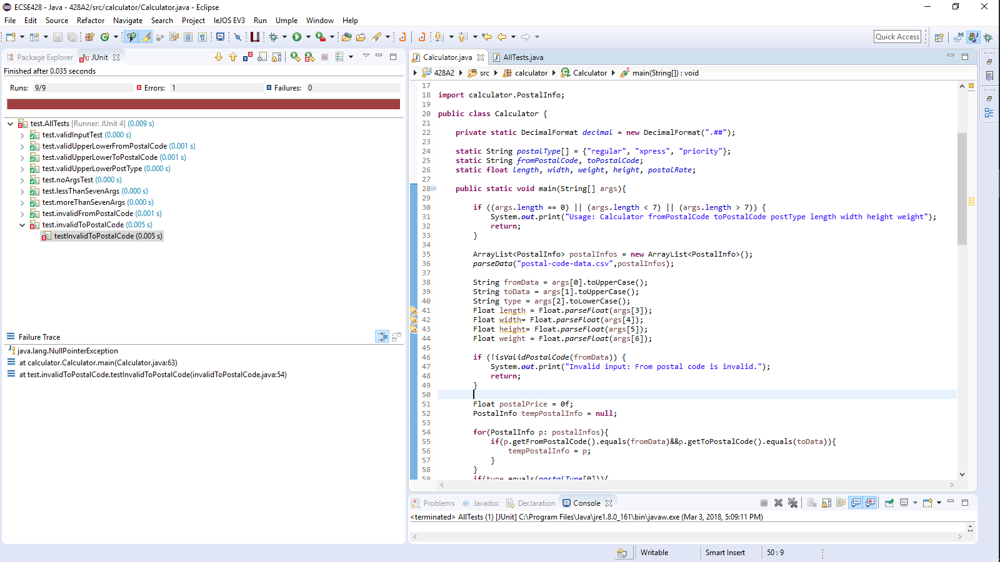 ECSE428 - Java - 428A2/src/calculator/Calculator.java - Eclipse
File Edit Source Refactor Navigate Search Project leJOS EV3 Run Umple Window Help
Quick Access
Package Explorer JUnit
Finished after 0.035 seconds
Runs: 9/9 Errors: 1 Failures: 0
test.AllTests [Runner: JUnit 4] (0.009 s)
test.validInputTest (0.000 s)
test.validUpperLowerFromPostalCode (0.001 s)
test.validUpperLowerToPostalCode (0.001 s)
test.validUpperLowerPostType (0.000 s)
test.noArgsTest (0.000 s)
test.lessThanSevenArgs (0.000 s)
test.moreThanSevenArgs (0.000 s)
test.invalidFromPostalCode (0.001 s)
test.invalidToPostalCode (0.005 s)
testInvalidToPostalCode (0.005 s)
Failure Trace
java.lang.NullPointerException
at calculator.Calculator.main(Calculator.java:63)
at test.invalidToPostalCode.testInvalidToPostalCode(invalidToPostalCode.java:54)
Calculator.java AllTests.java
428A2 src calculator Calculator main(String[]) : void
17
18 import calculator.PostalInfo;
19
20 public class Calculator {
21
22 private static DecimalFormat decimal = new DecimalFormat(".##");
23
24 static String postalType[] = {"regular", "xpress", "priority"};
25 static String fromPostalCode, toPostalCode;
26 static float length, width, weight, height, postalRate;
27
28 public static void main(String[] args){
29
30 if ((args.length == 0) || (args.length < 7) || (args.length > 7)) {
31 System.out.print("Usage: Calculator fromPostalCode toPostalCode postType length width height weight");
32 return;
33 }
34
35 ArrayList<PostalInfo> postalInfos = new ArrayList<PostalInfo>();
36 parseData("postal-code-data.csv",postalInfos);
37
38 String fromData = args[0].toUpperCase();
39 String toData = args[1].toUpperCase();
40 String type = args[2].toLowerCase();
41 Float length = Float.parseFloat(args[3]);
42 Float width= Float.parseFloat(args[4]);
43 Float height= Float.parseFloat(args[5]);
44 Float weight = Float.parseFloat(args[6]);
45
46 if (!isValidPostalCode(fromData)) {
47 System.out.print("Invalid input: From postal code is invalid.");
48 return;
49 }
50
51 Float postalPrice = 0f;
52 PostalInfo tempPostalInfo = null;
53
54 for(PostalInfo p: postalInfos){
55 if(p.getFromPostalCode().equals(fromData)&&p.getToPostalCode().equals(toData)){
56 tempPostalInfo = p;
57 }
58 }
59 if(type.equals(postalType[0])){
Problems Javadoc Declaration Console
<terminated> AllTests (1) [JUnit] C:\Program Files\Java\jre1.8.0_161\bin\javaw.exe (Mar 3, 2018, 5:09:11 PM)
Writable Smart Insert 50 : 9